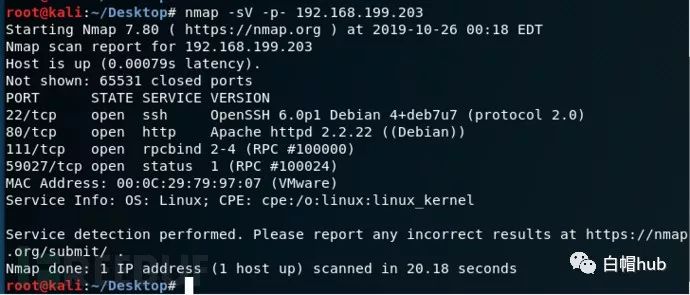 root@kali:~/Desktop# nmap -sV -p- 192.168.199.203
Starting Nmap 7.80 ( https://nmap.org ) at 2019-10-26 00:18 EDT
Nmap scan report for 192.168.199.203
Host is up (0.00079s latency).
Not shown: 65531 closed ports
PORT      STATE SERVICE VERSION
22/tcp    open  ssh     OpenSSH 6.0p1 Debian 4+deb7u7 (protocol 2.0)
80/tcp    open  http    Apache httpd 2.2.22 ((Debian))
111/tcp   open  rpcbind 2-4 (RPC #100000)
59027/tcp open  status  1 (RPC #100024)
MAC Address: 00:0C:29:79:97:07 (VMware)
Service Info: OS: Linux; CPE: cpe:/o:linux:linux_kernel
Service detection performed. Please report any incorrect results at https://nmap
.org/submit/ .
Nmap done: 1 IP address (1 host up) scanned in 20.18 seconds
root@kali:~/Desktop#
白帽hub